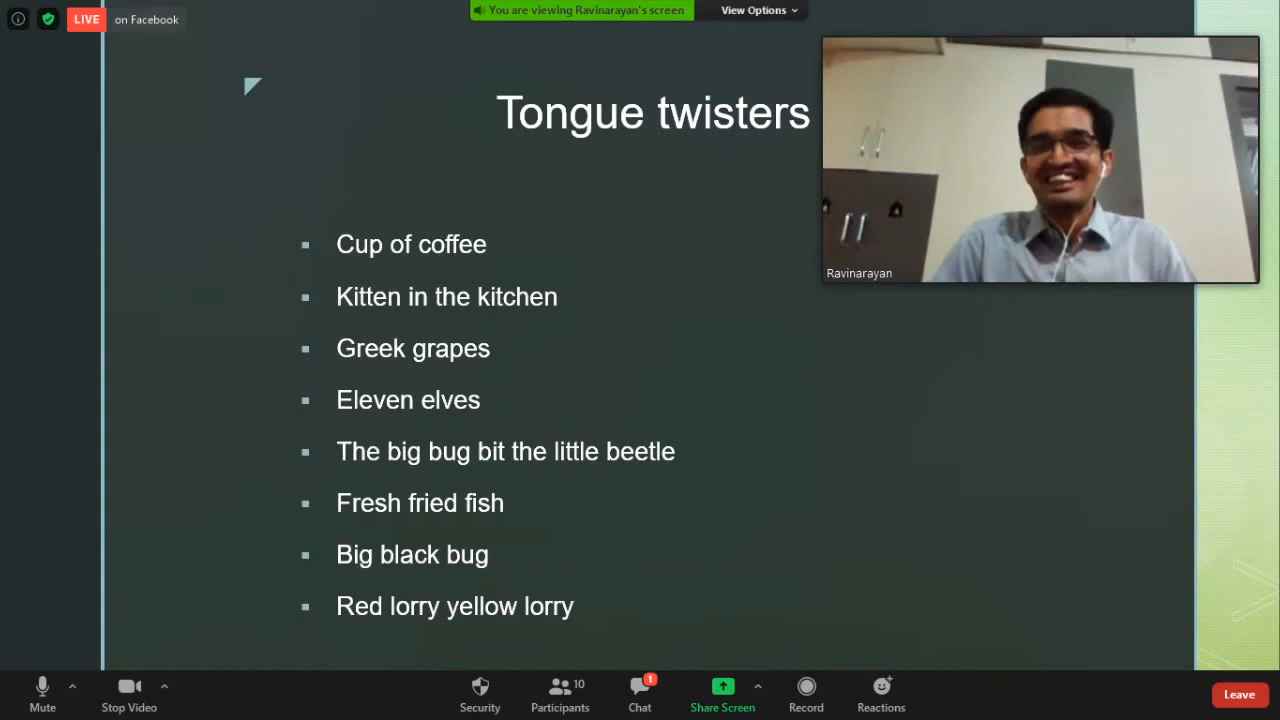 LIVE on Facebook
You are viewing Ravinarayan's screen View Options
Tongue twisters
Ravinarayan
Cup of coffee
Kitten in the kitchen
Greek grapes
Eleven elves
The big bug bit the little beetle
Fresh fried fish
Big black bug
Red lorry yellow lorry
10 1
Mute Stop Video Security Participants Chat Share Screen Record Reactions Leave